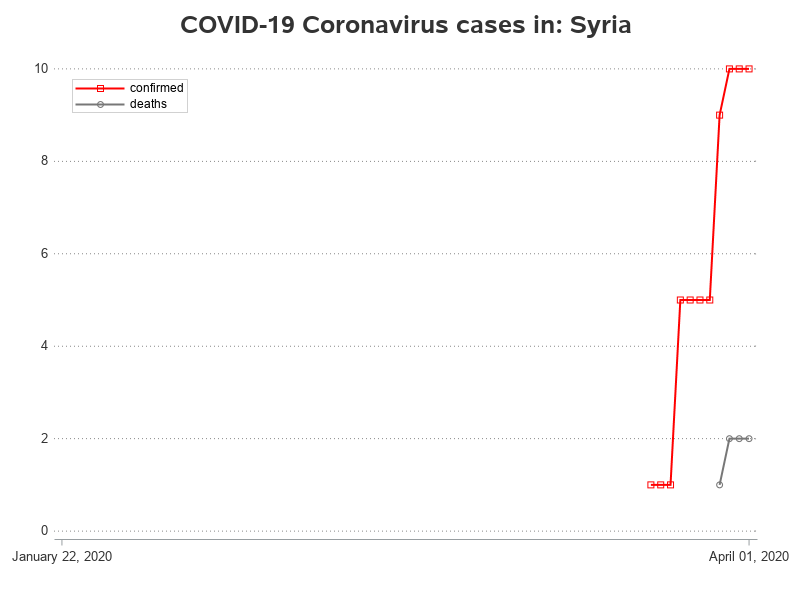 COVID-19 Coronavirus cases in: Syria
10
confirmed
deaths
8
6
4
2
0
January 22, 2020
April 01, 2020